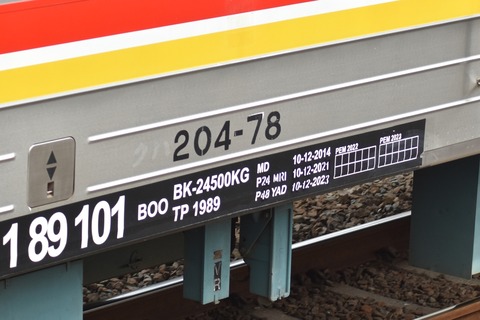 204-78
1 89 101 BOO
BK-24500KG
TP 1989
MD 10-12-2014
P24 MRI 10-12-2021
P48 YAD 10-12-2023
PEM 2022
PEM 2023
VR